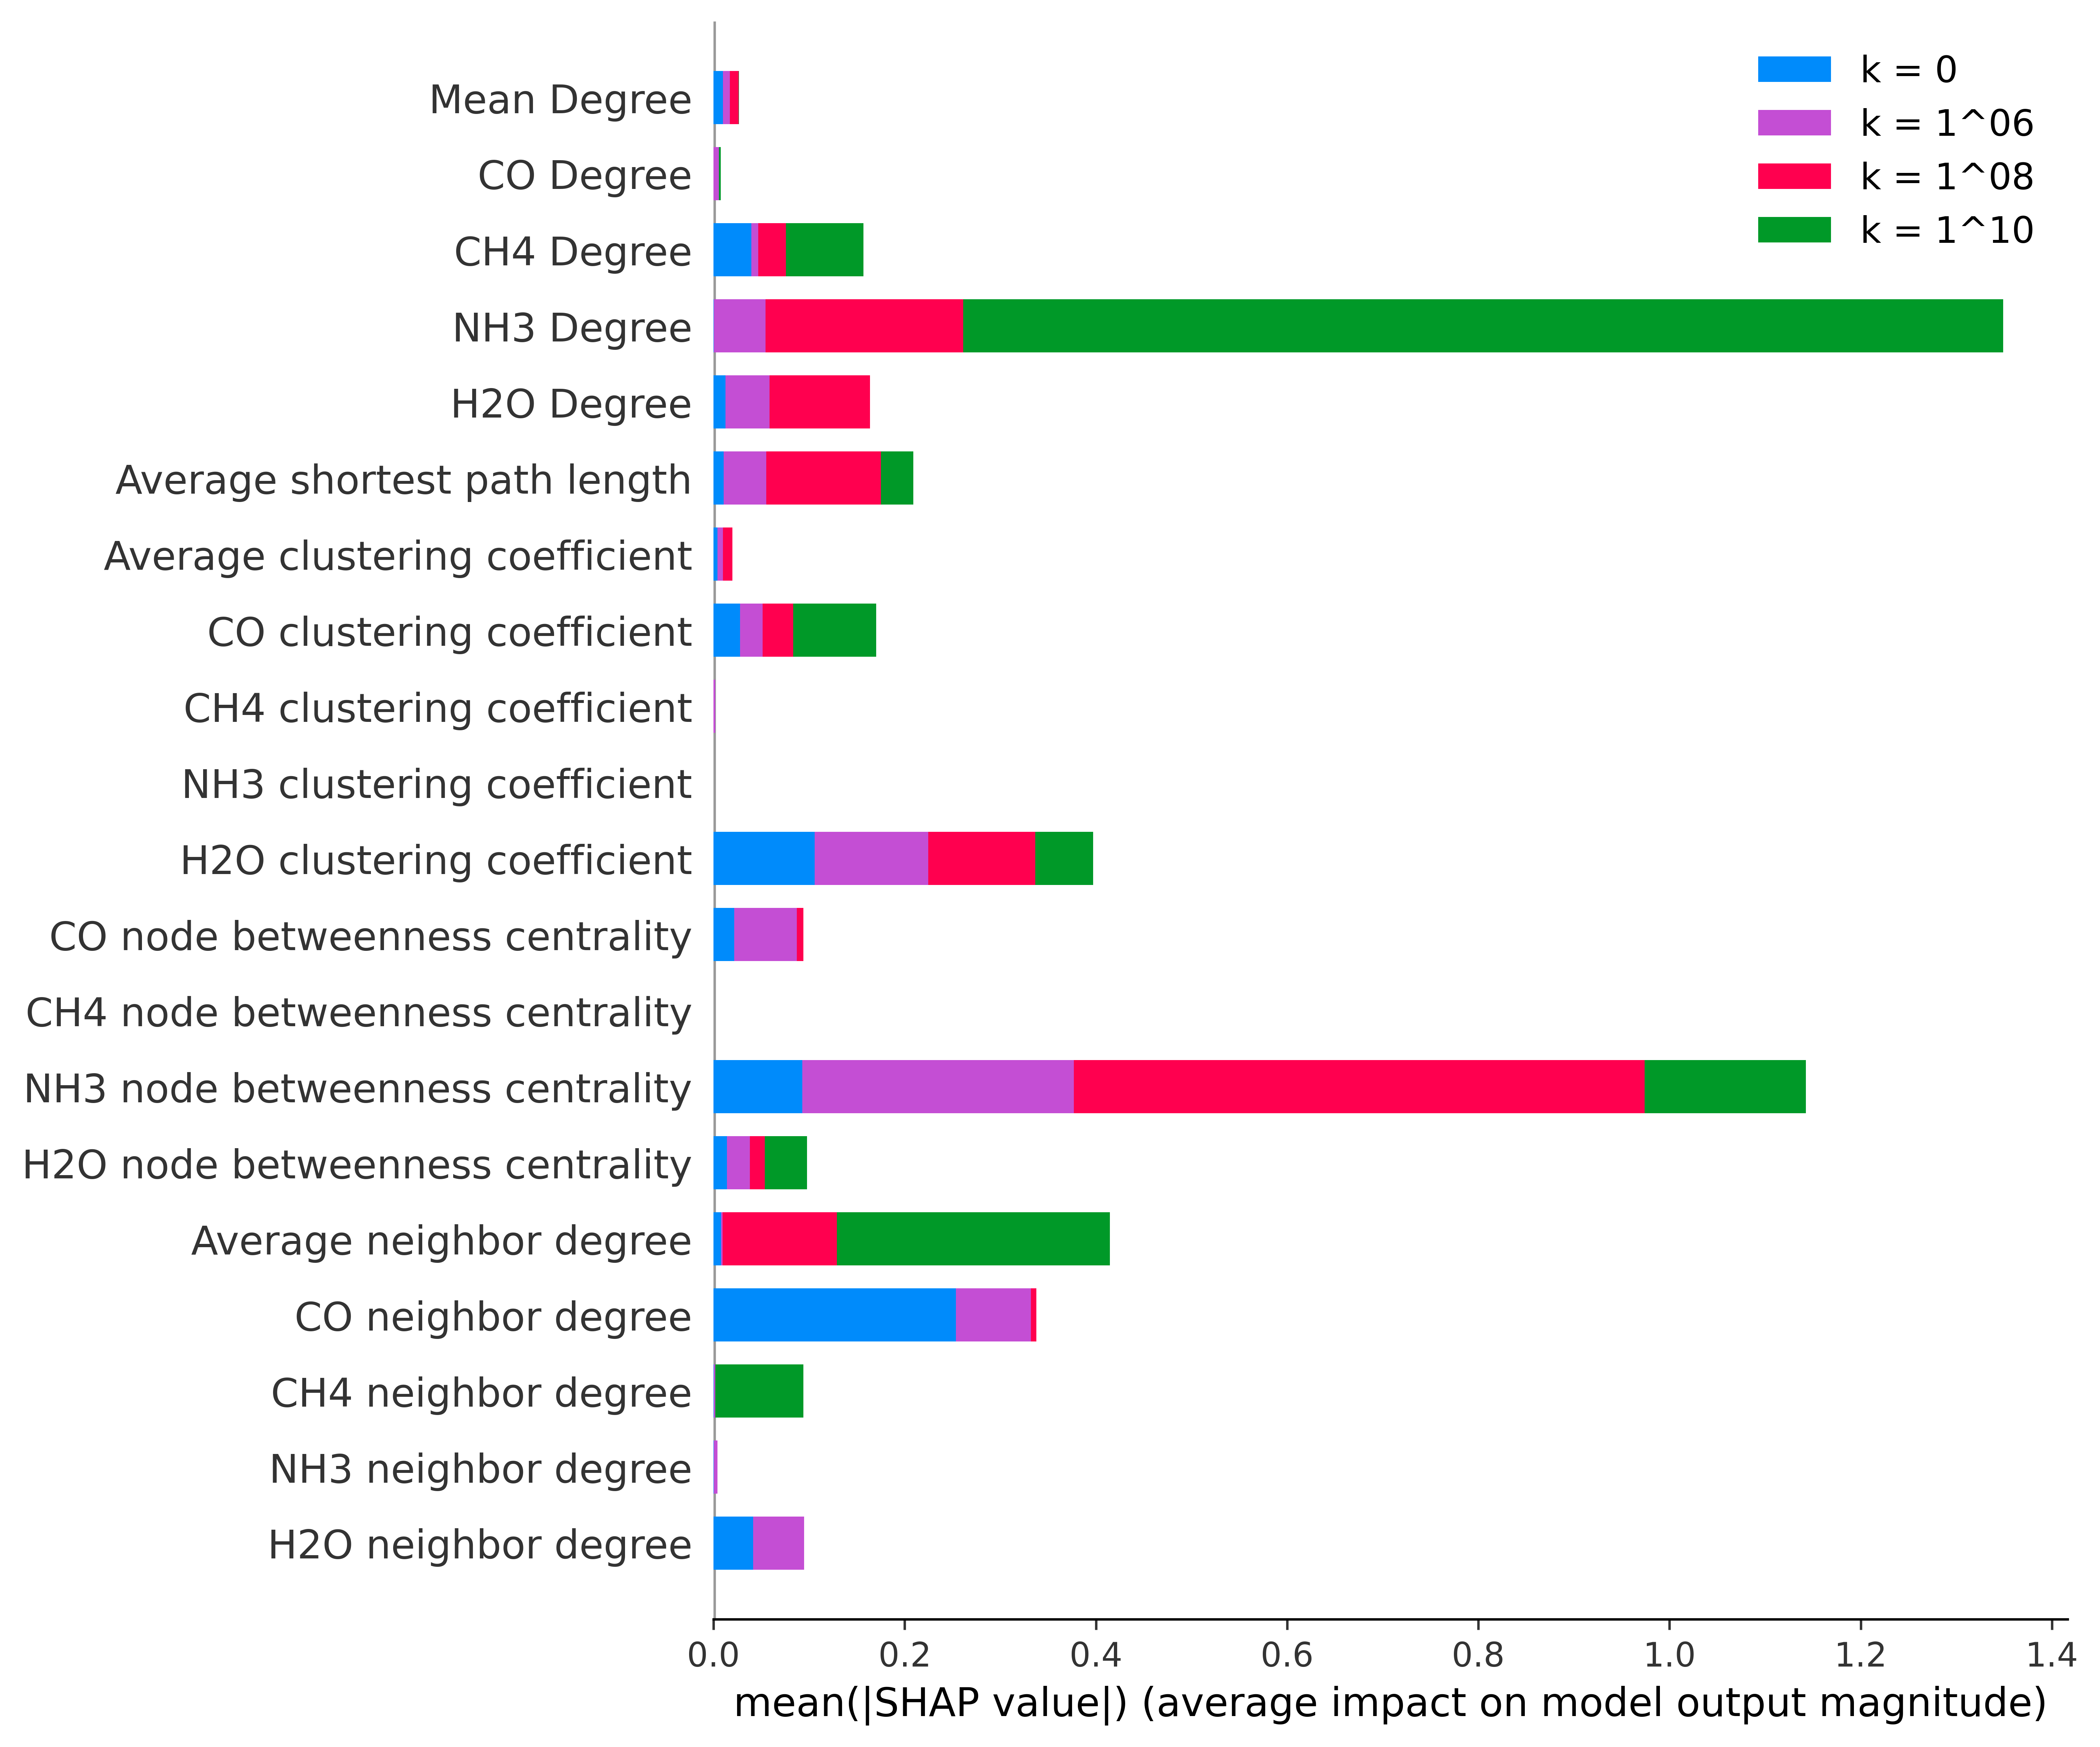 k = 0
k = 1^06
k = 1^08
k = 1^10
Mean Degree
CO Degree
CH4 Degree
NH3 Degree
H2O Degree
Average shortest path length
Average clustering coefficient
CO clustering coefficient
CH4 clustering coefficient
NH3 clustering coefficient
H2O clustering coefficient
CO node betweenness centrality
CH4 node betweenness centrality
NH3 node betweenness centrality
H2O node betweenness centrality
Average neighbor degree
CO neighbor degree
CH4 neighbor degree
NH3 neighbor degree
H2O neighbor degree
0.0 0.2 0.4 0.6 0.8 1.0 1.2 1.4
mean(|SHAP value|) (average impact on model output magnitude)